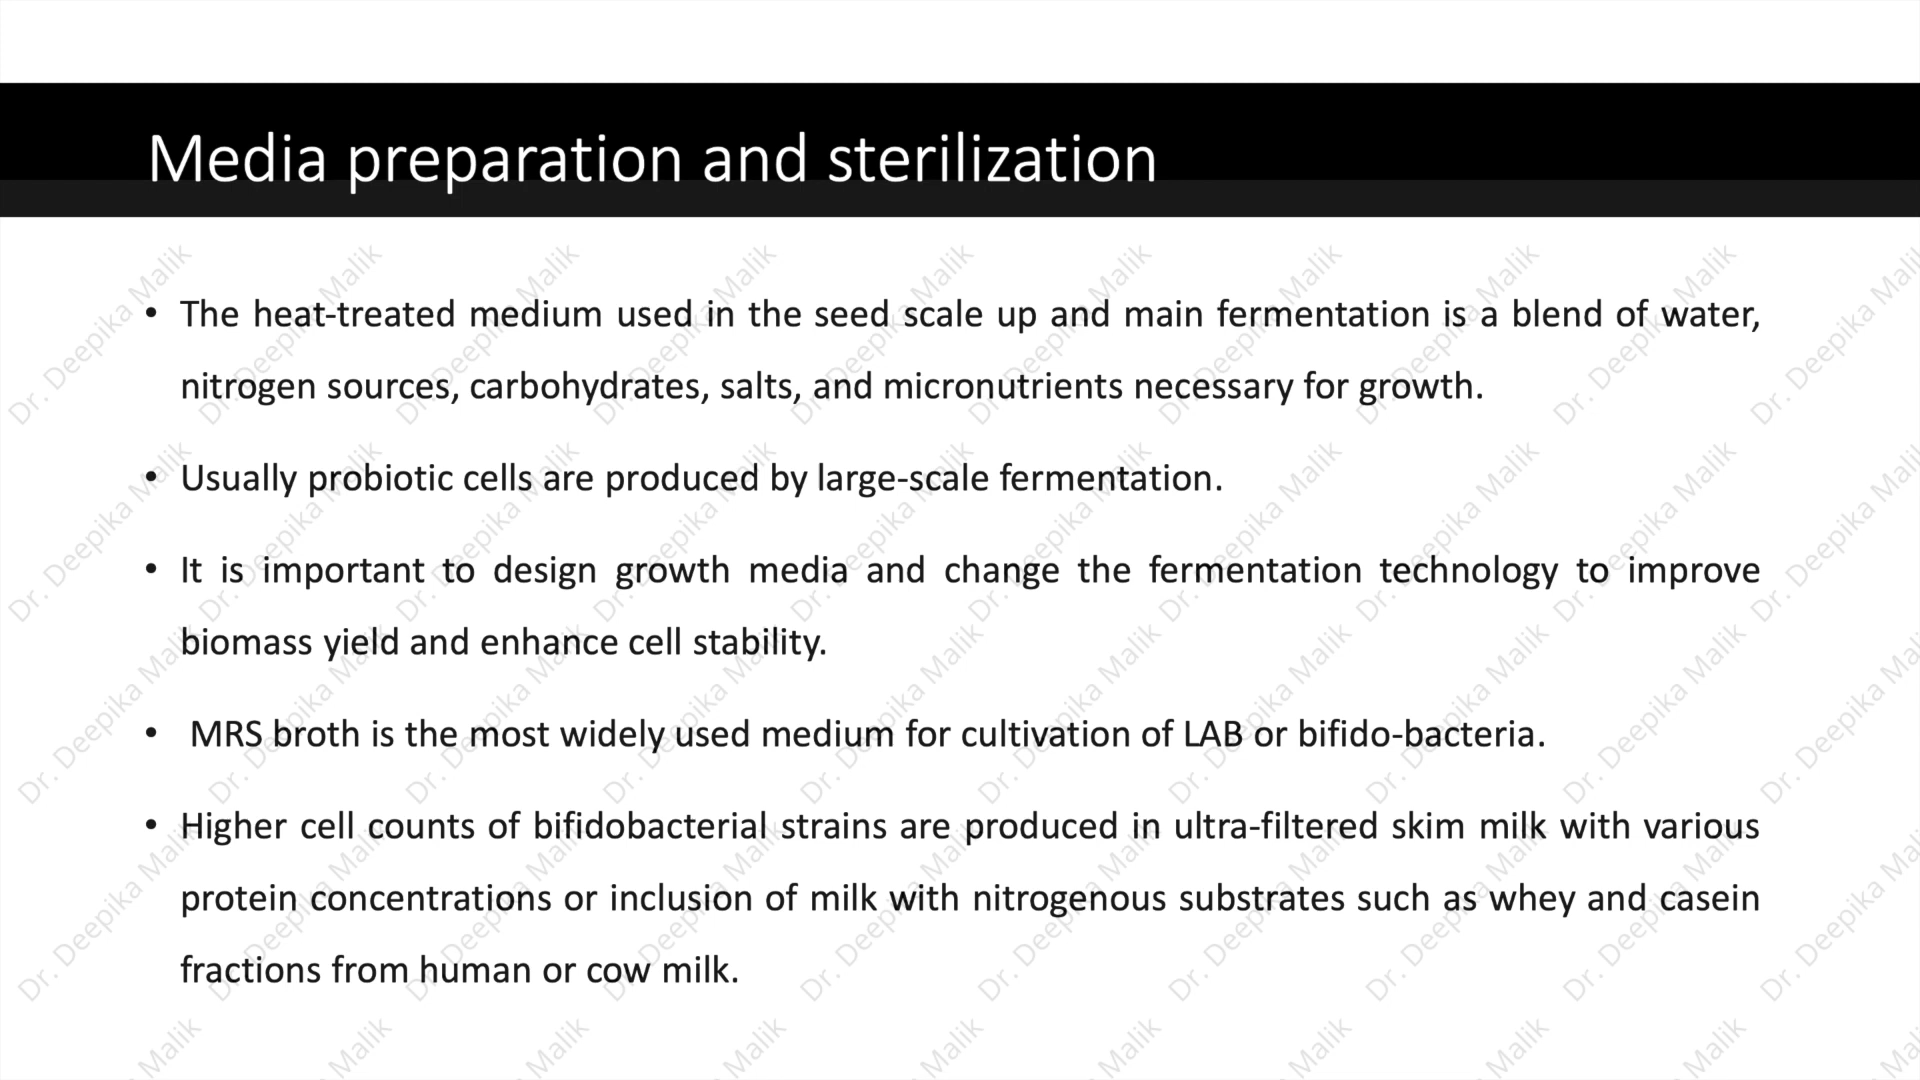 Media preparation and sterilization
• The heat-treated medium used in the seed scale up and main fermentation is a blend of water,
nitrogen sources, carbohydrates, salts, and micronutrients necessary for growth.
• Usually probiotic cells are produced by large-scale fermentation.
• It is important to design growth media and change the fermentation technology to improve
biomass yield and enhance cell stability.
• MRS broth is the most widely used medium for cultivation of LAB or bifido-bacteria.
• Higher cell counts of bifidobacterial strains are produced in ultra-filtered skim milk with various
protein concentrations or inclusion of milk with nitrogenous substrates such as whey and casein
fractions from human or cow milk.
Dr. Deepika Malik